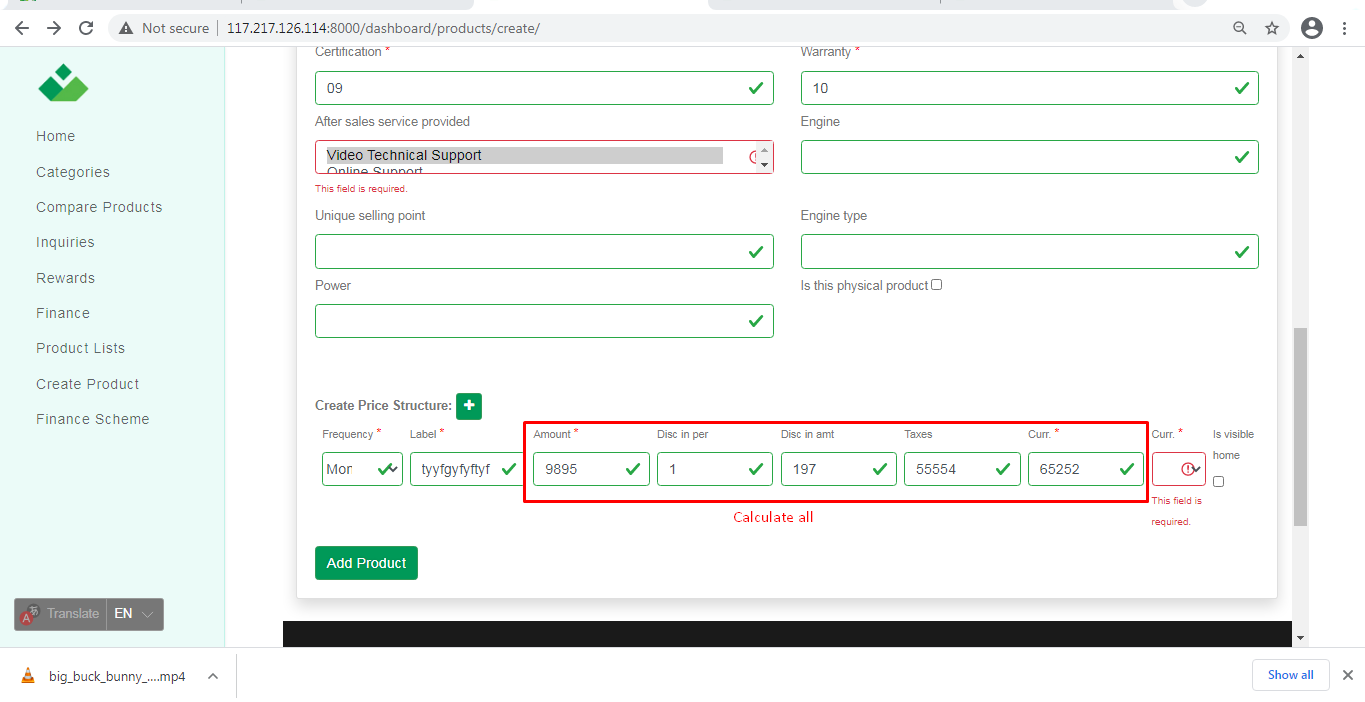 Not secure
117.217.126.114:8000/dashboard/products/create/
Home
Categories
Compare Products
Inquiries
Rewards
Finance
Product Lists
Create Product
Finance Scheme
Translate EN
Certification *
Warranty *
09
10
After sales service provided
Engine
Video Technical Support
Online Support
This field is required.
Unique selling point
Engine type
Power
Is this physical product
Create Price Structure: +
Frequency * Label * Amount * Disc in per Disc in amt Taxes Curr. * Curr. * Is visible
home
Mor tyyfgyfyftyf 9895 1 197 55554 65252
This field is
required.
Calculate all
Add Product
big_buck_bunny_....mp4
Show all